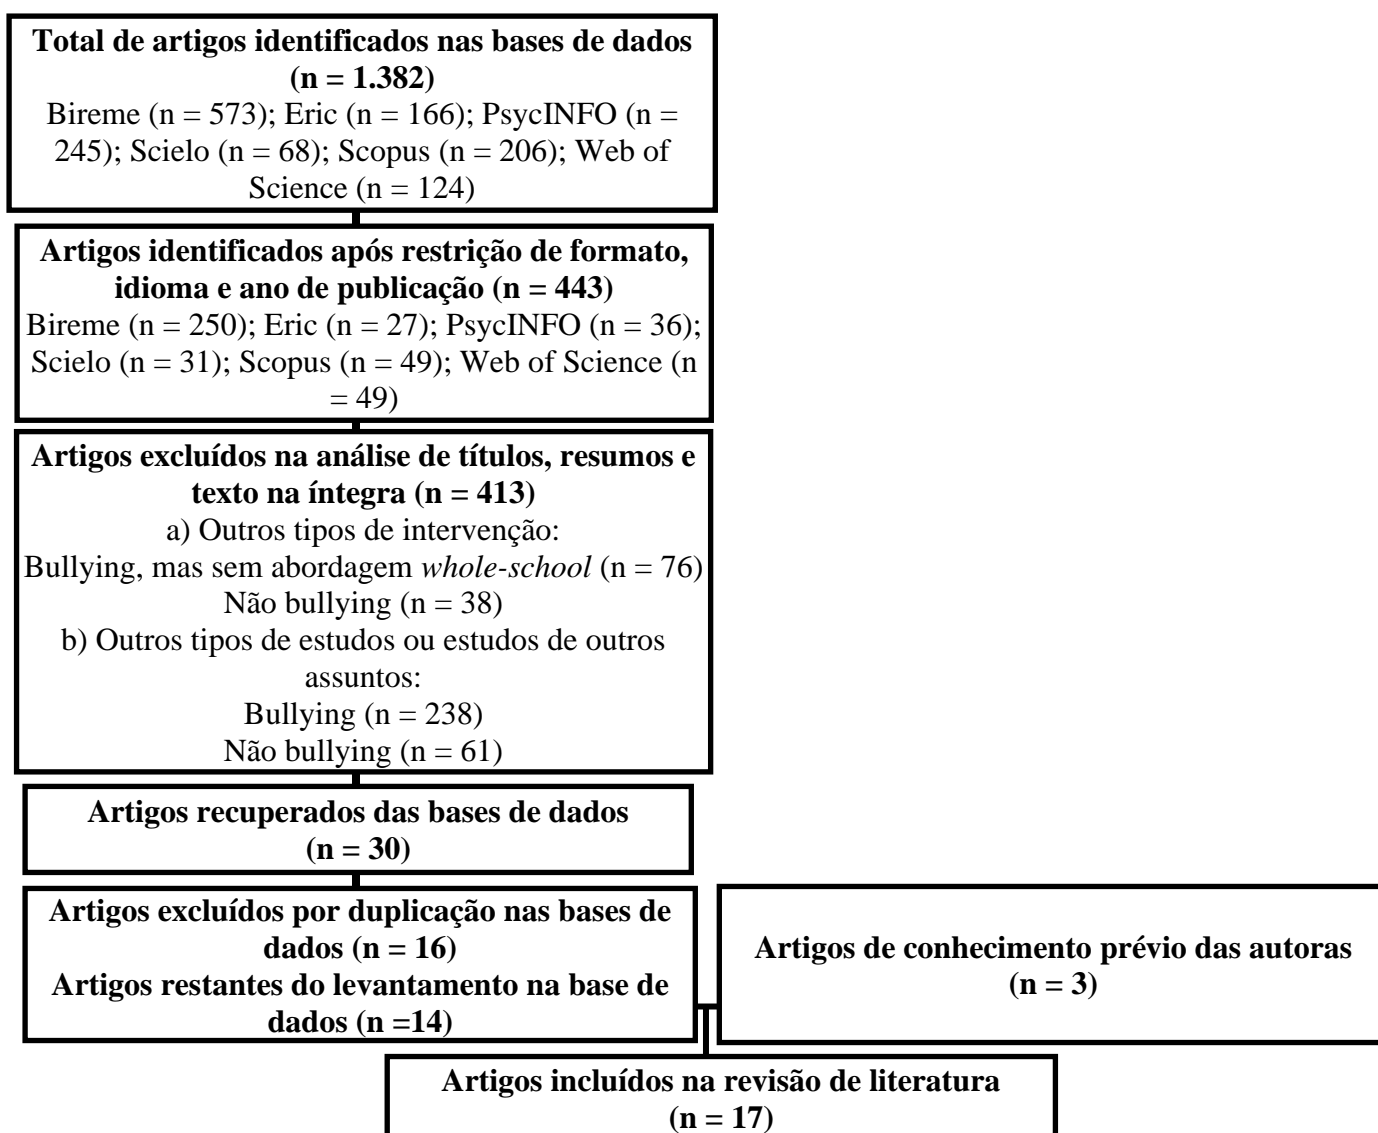 Total de artigos identificados nas bases de dados
(n = 1.382)
Bireme (n = 573); Eric (n = 166); PsycINFO (n =
245); Scielo (n = 68); Scopus (n = 206); Web of
Science (n = 124)
Artigos identificados após restrição de formato,
idioma e ano de publicação (n = 443)
Bireme (n = 250); Eric (n = 27); PsycINFO (n = 36);
Scielo (n = 31); Scopus (n = 49); Web of Science (n
= 49)
Artigos excluídos na análise de títulos, resumos e
texto na íntegra (n = 413)
a) Outros tipos de intervenção:
Bullying, mas sem abordagem whole-school (n = 76)
Não bullying (n = 38)
b) Outros tipos de estudos ou estudos de outros
assuntos:
Bullying (n = 238)
Não bullying (n = 61)
Artigos recuperados das bases de dados
(n = 30)
Artigos excluídos por duplicação nas bases de
dados (n = 16)
Artigos restantes do levantamento na base de
dados (n =14)
Artigos de conhecimento prévio das autoras
(n = 3)
Artigos incluídos na revisão de literatura
(n = 17)